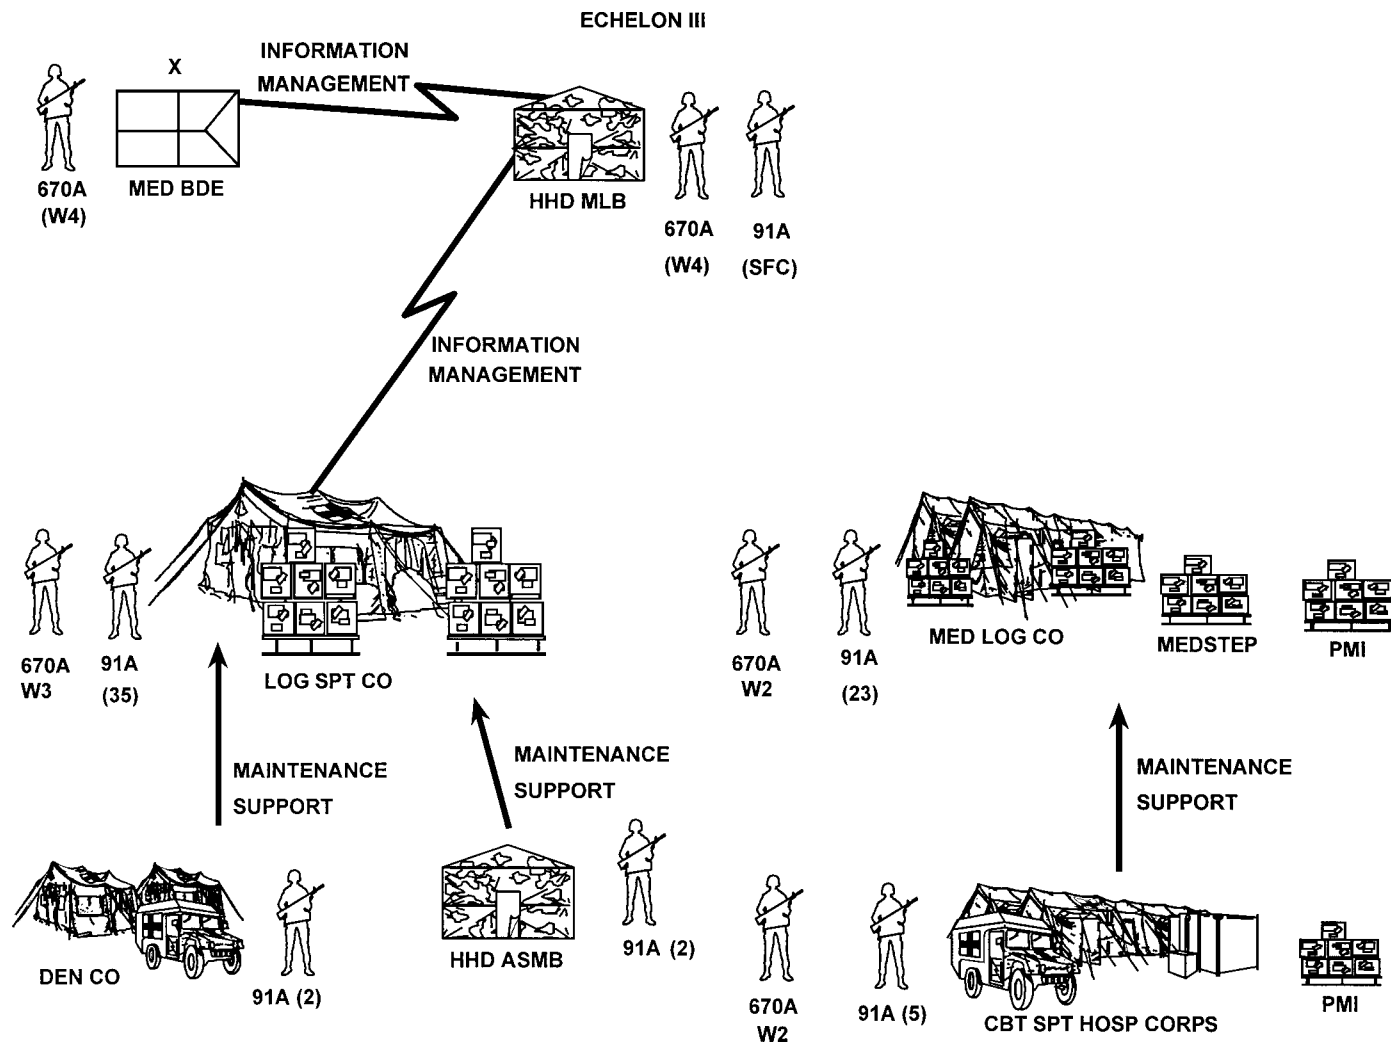 ECHELON III
INFORMATION
MANAGEMENT
X
670A
(W4)
MED BDE
HHD MLB
670A
(W4)
91A
(SFC)
INFORMATION
MANAGEMENT
670A
W3
91A
(35)
LOG SPT CO
670A
W2
91A
(23)
MED LOG CO
MEDSTEP
PMI
MAINTENANCE
SUPPORT
MAINTENANCE
SUPPORT
MAINTENANCE
SUPPORT
DEN CO
91A (2)
HHD ASMB
91A (2)
670A
W2
91A (5)
CBT SPT HOSP CORPS
PMI